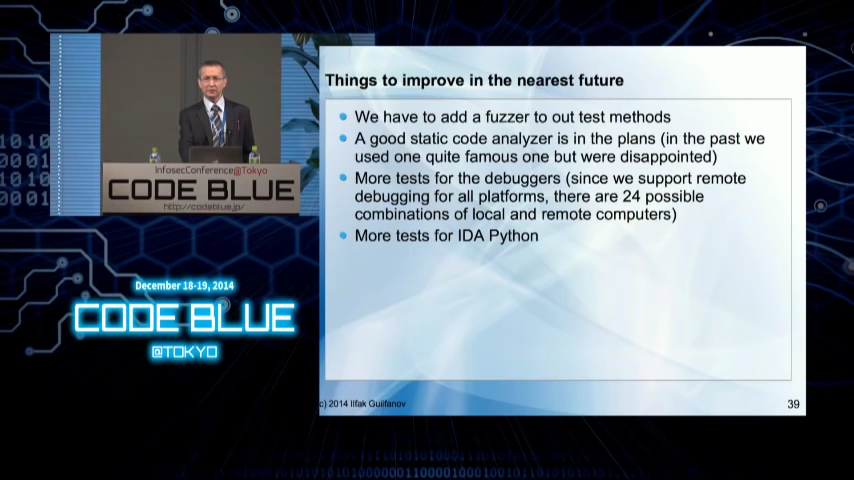 InfosecConference@Tokyo
CODE BLUE
http://codeblue.jp/
December 18-19, 2014
CODE BLUE
@TOKYO
Things to improve in the nearest future
We have to add a fuzzer to out test methods
A good static code analyzer is in the plans (in the past we
used one quite famous one but were disappointed)
More tests for the debuggers (since we support remote
debugging for all platforms, there are 24 possible
combinations of local and remote computers)
More tests for IDA Python
c) 2014 Ilfak Guilfanov
39